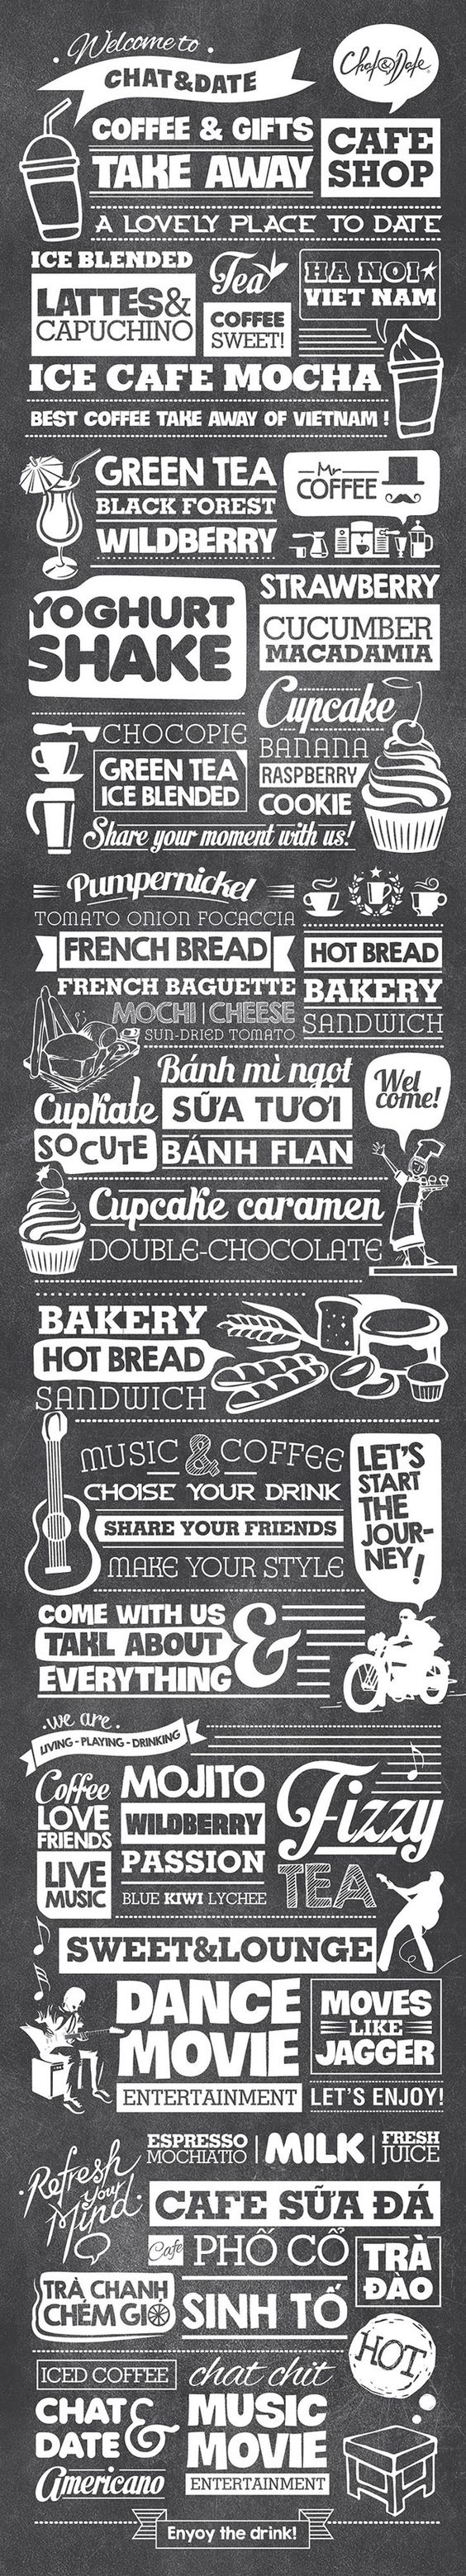 Welcome to
CHAT&DATE
Chat&Date
COFFEE & GIFTS
TAKE AWAY
CAFE
SHOP
A LOVELY PLACE TO DATE
ICE BLENDED
LATTES&
CAPUCHINO
Tea
COFFEE
SWEET!
HA NOI
VIET NAM
ICE CAFE MOCHA
BEST COFFEE TAKE AWAY OF VIETNAM !
GREEN TEA
BLACK FOREST
WILDBERRY
Mr
COFFEE
YOGHURT
SHAKE
STRAWBERRY
CUCUMBER
MACADAMIA
Cupcake
CHOCOPIE
GREEN TEA
ICE BLENDED
BANANA
RASPBERRY
COOKIE
Share your moment with us!
Pumpernickel
TOMATO ONION FOCACCIA
FRENCH BREAD
HOT BREAD
FRENCH BAGUETTE
MOCHI | CHEESE
SUN-DRIED TOMATO
BAKERY
SANDWICH
Bánh mì ngọt
Cupkate
SỮA TƯƠI
SO CUTE
BÁNH FLAN
Wel
come!
Cupcake caramen
DOUBLE-CHOCOLATE
BAKERY
HOT BREAD
SANDWICH
MUSIC & COFFEE
CHOISE YOUR DRINK
SHARE YOUR FRIENDS
MAKE YOUR STYLE
LET'S
START
THE
JOUR-
NEY!
COME WITH US
TAKL ABOUT
EVERYTHING
&
we are
LIVING - PLAYING - DRINKING
Coffee
LOVE
FRIENDS
LIVE
MUSIC
MOJITO
WILDBERRY
PASSION
BLUE KIWI LYCHEE
Fizzy
TEA
SWEET&LOUNGE
DANCE
MOVIE
ENTERTAINMENT
MOVES
LIKE
JAGGER
LET'S ENJOY!
ESPRESSO
MOCHIATIO
MILK
FRESH
JUICE
Refresh
your
Mind
CAFE SỮA ĐÁ
Cafe
PHỐ CỔ
TRÀ
ĐÀO
TRÀ CHANH
CHÉM GIÓ
SINH TỐ
HOT
ICED COFFEE
chat chit
CHAT &
DATE
Americano
MUSIC
MOVIE
ENTERTAINMENT
Enjoy the drink!